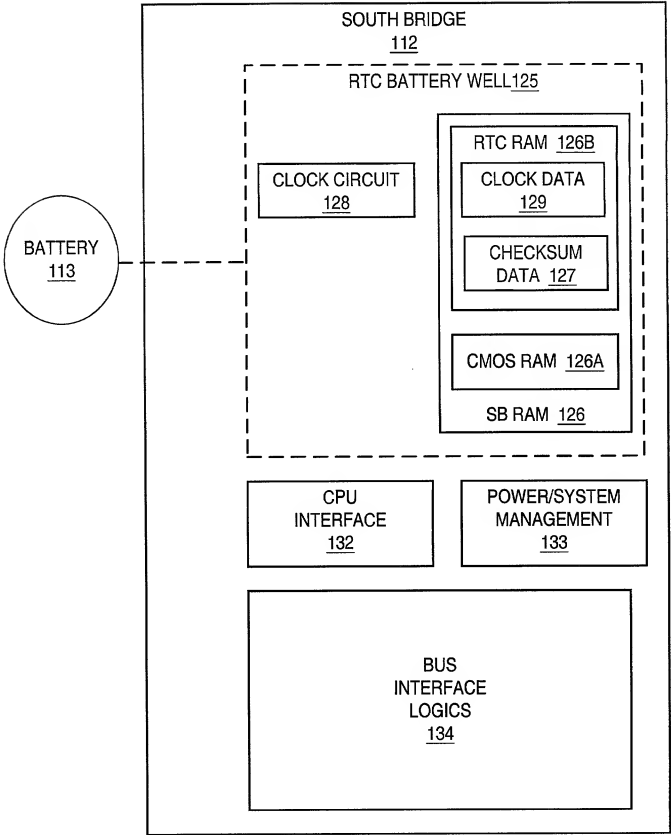 SOUTH BRIDGE
112
RTC BATTERY WELL125
RTC RAM 126B
CLOCK CIRCUIT
128
CLOCK DATA
129
BATTERY
113
CHECKSUM
DATA 127
CMOS RAM 126A
SB RAM 126
CPU
INTERFACE
132
POWER/SYSTEM
MANAGEMENT
133
BUS
INTERFACE
LOGICS
134